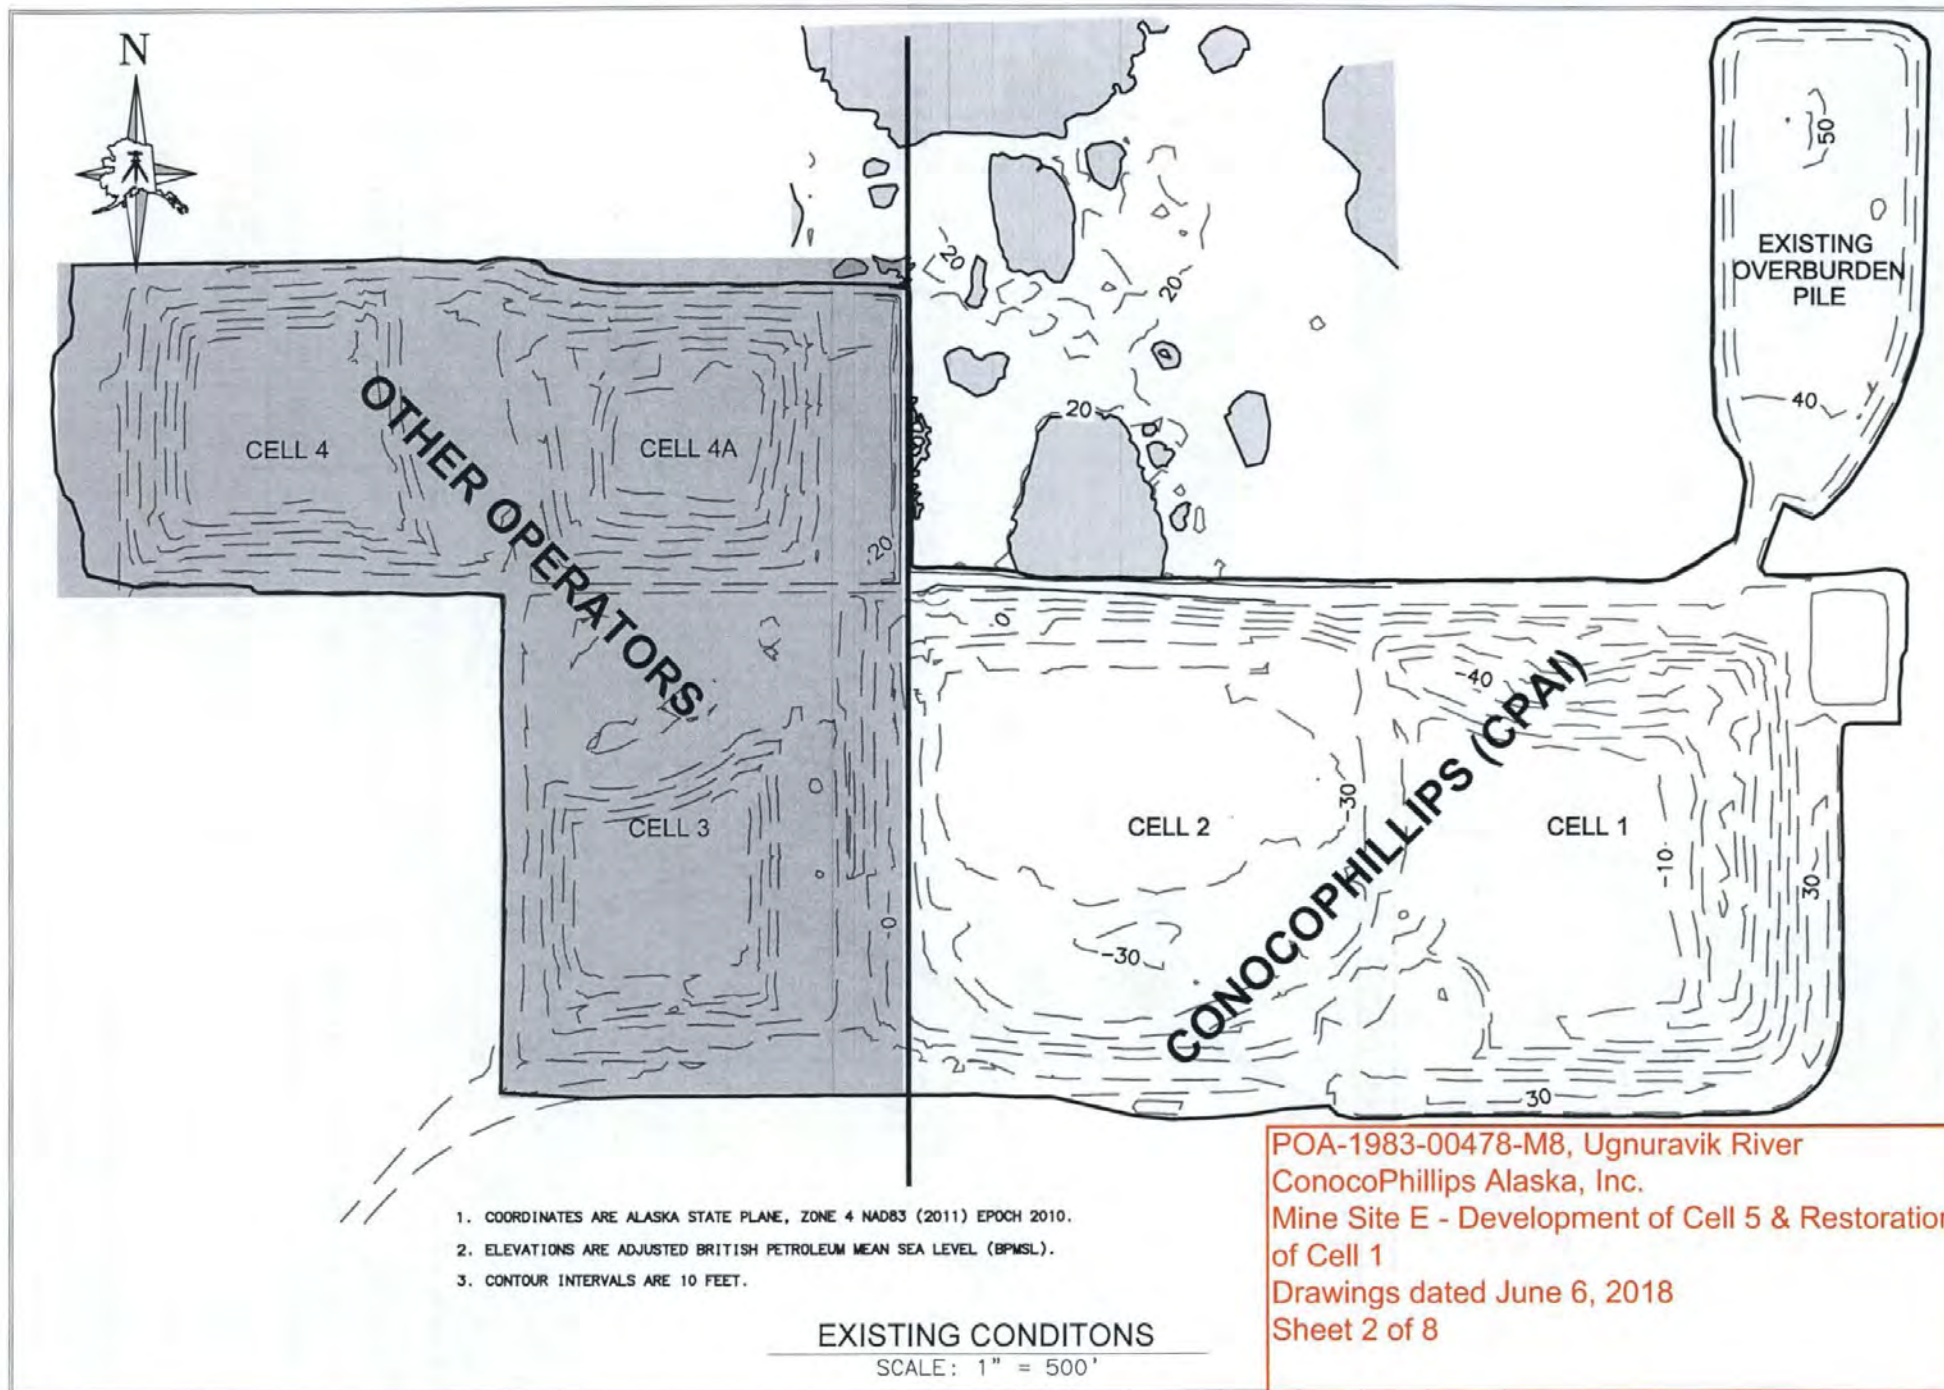 N
50
EXISTING
OVERBURDEN
PILE
20
20
40
20
CELL 4
CELL 4A
OTHER OPERATORS
20
0
-40
CONOCOPHILLIPS (CPAI)
CELL 3
CELL 2
-30
CELL 1
-10
30
0
-30
30
1. COORDINATES ARE ALASKA STATE PLANE, ZONE 4 NAD83 (2011) EPOCH 2010.
2. ELEVATIONS ARE ADJUSTED BRITISH PETROLEUM MEAN SEA LEVEL (BPMSL).
3. CONTOUR INTERVALS ARE 10 FEET.
EXISTING CONDITONS
SCALE: 1" = 500'
POA-1983-00478-M8, Ugnuravik River
ConocoPhillips Alaska, Inc.
Mine Site E - Development of Cell 5 & Restoration
of Cell 1
Drawings dated June 6, 2018
Sheet 2 of 8